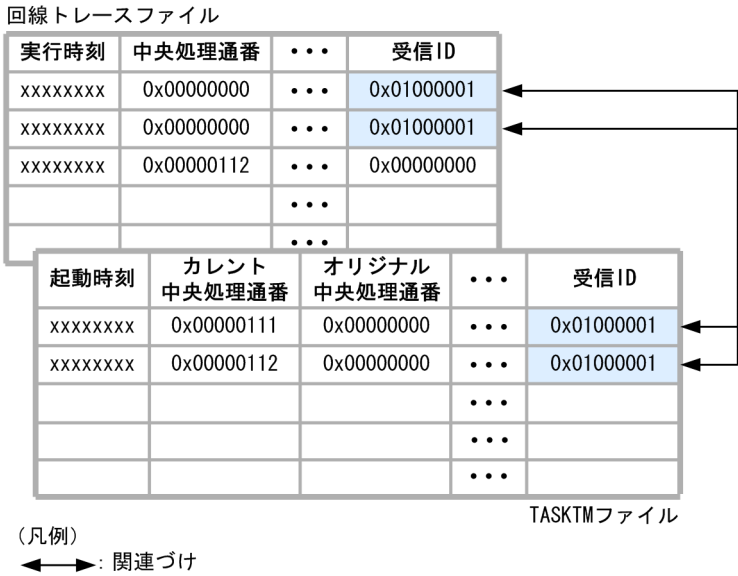 回線トレースファイル
実行時刻 中央処理通番 ・・・ 受信ID
xxxxxxxx 0x00000000 ・・・ 0x01000001
xxxxxxxx 0x00000000 ・・・ 0x01000001
xxxxxxxx 0x00000112 ・・・ 0x00000000
・・・
・・・
起動時刻 カレント中央処理通番 オリジナル中央処理通番 ・・・ 受信ID
xxxxxxxx 0x00000111 0x00000000 ・・・ 0x01000001
xxxxxxxx 0x00000112 0x00000000 ・・・ 0x01000001
・・・
・・・
・・・
TASKTMファイル
(凡例)
:関連づけ